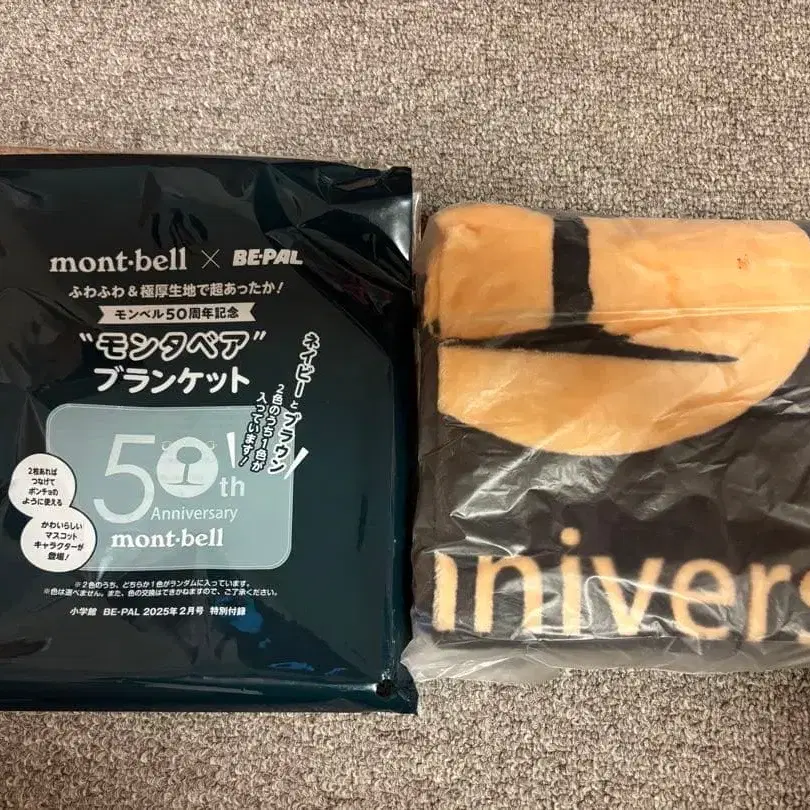 mont·bell × BE-PAL
ふわふわ&極厚生地で超あったか!
モンベル50周年記念
"モンタベア"
ブランケット
ネイビーとブラウン
2色のうち1色が
入っています!
50th
Anniversary
mont·bell
2枚あれば
つなげて
ポンチョの
ように使える
かわいらしい
マスコット
キャラクターが
登場!
※2色のうち、どちらか1色がランダムに入っています。
※色は選べません。また、色の交換はできかねますので、ご了承ください。
小学館 BE-PAL 2025年2月号 特別付録
nnivers